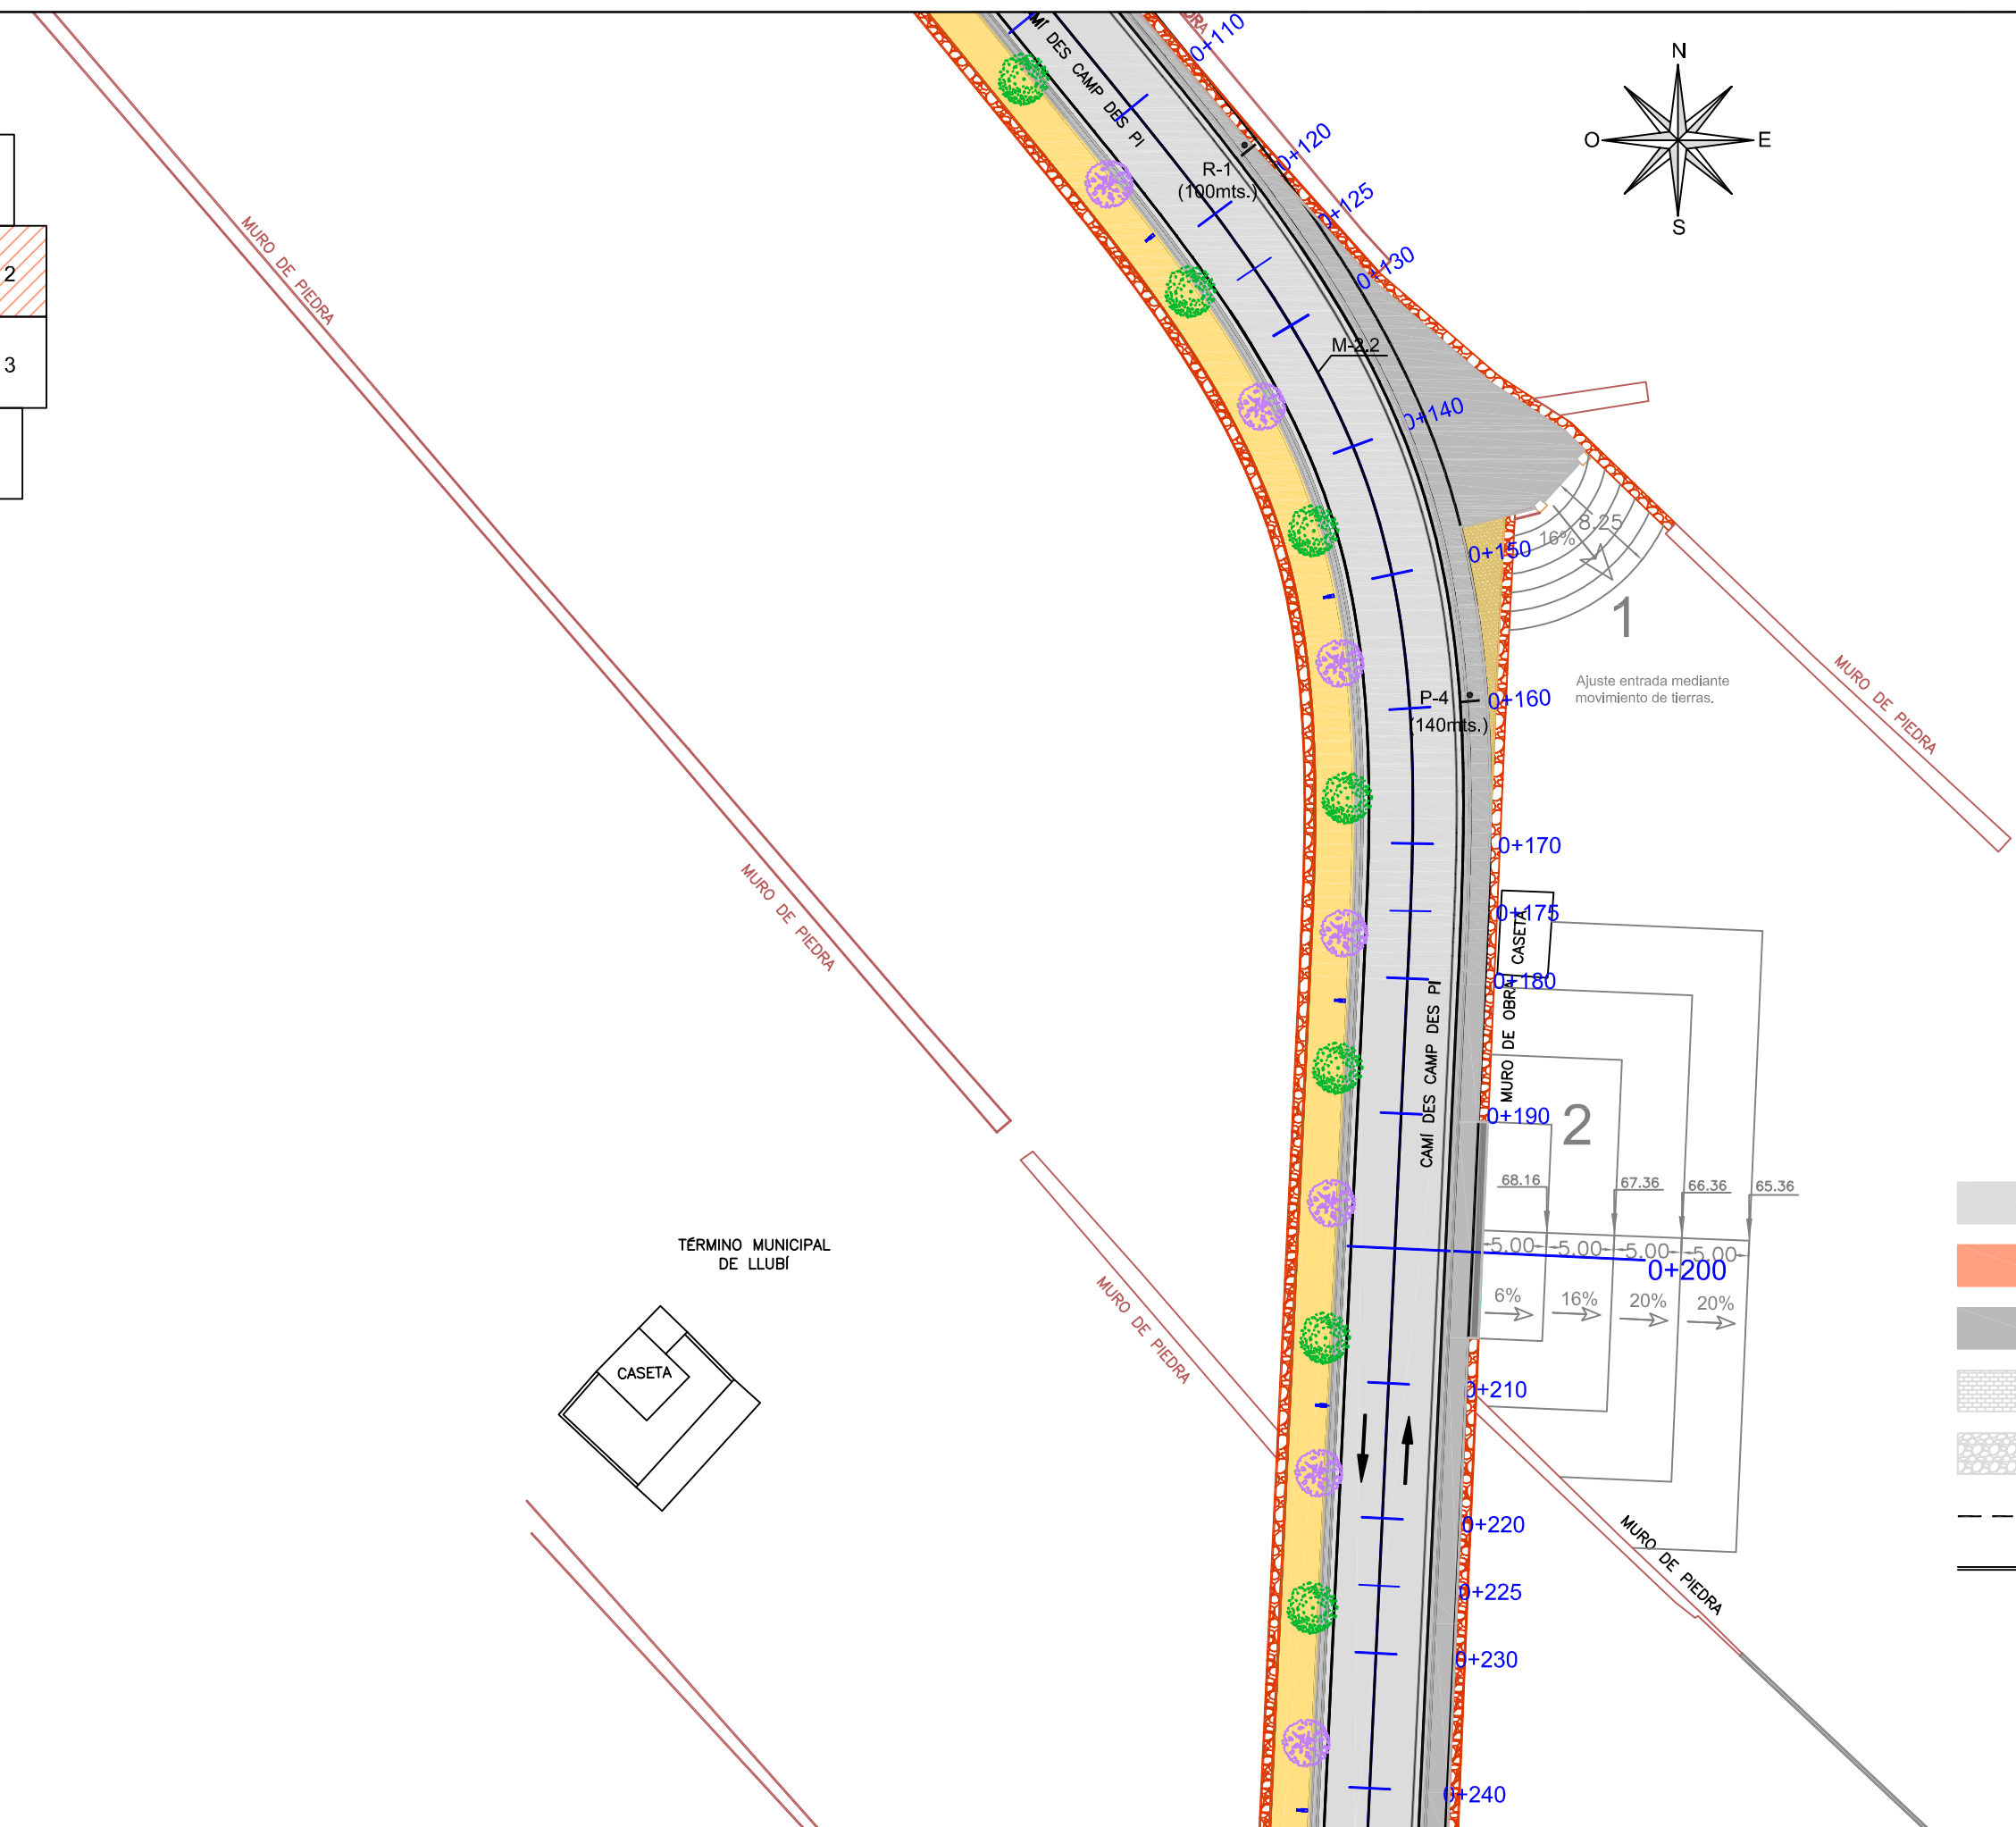 0+110
MÍ DES CAMP DES PI
N
O
E
S
0+120
R-1
(100mts.)
0+125
MURO DE PIEDRA
0+130
2
M-2.2
3
0+140
8.25
16%
0+150
1
Ajuste entrada mediante
movimiento de tierras.
MURO DE PIEDRA
P-4
0+160
(140mts.)
0+170
MURO DE PIEDRA
0+175
CASETA
0+180
MURO DE OBRA
CAMÍ DES CAMP DES PI
0+190
2
68.16
67.36
66.36
65.36
TÉRMINO MUNICIPAL
DE LLUBÍ
5.00
5.00
5.00
5.00
0+200
MURO DE PIEDRA
6%
16%
20%
20%
CASETA
0+210
0+220
MURO DE PIEDRA
0+225
0+230
0+240